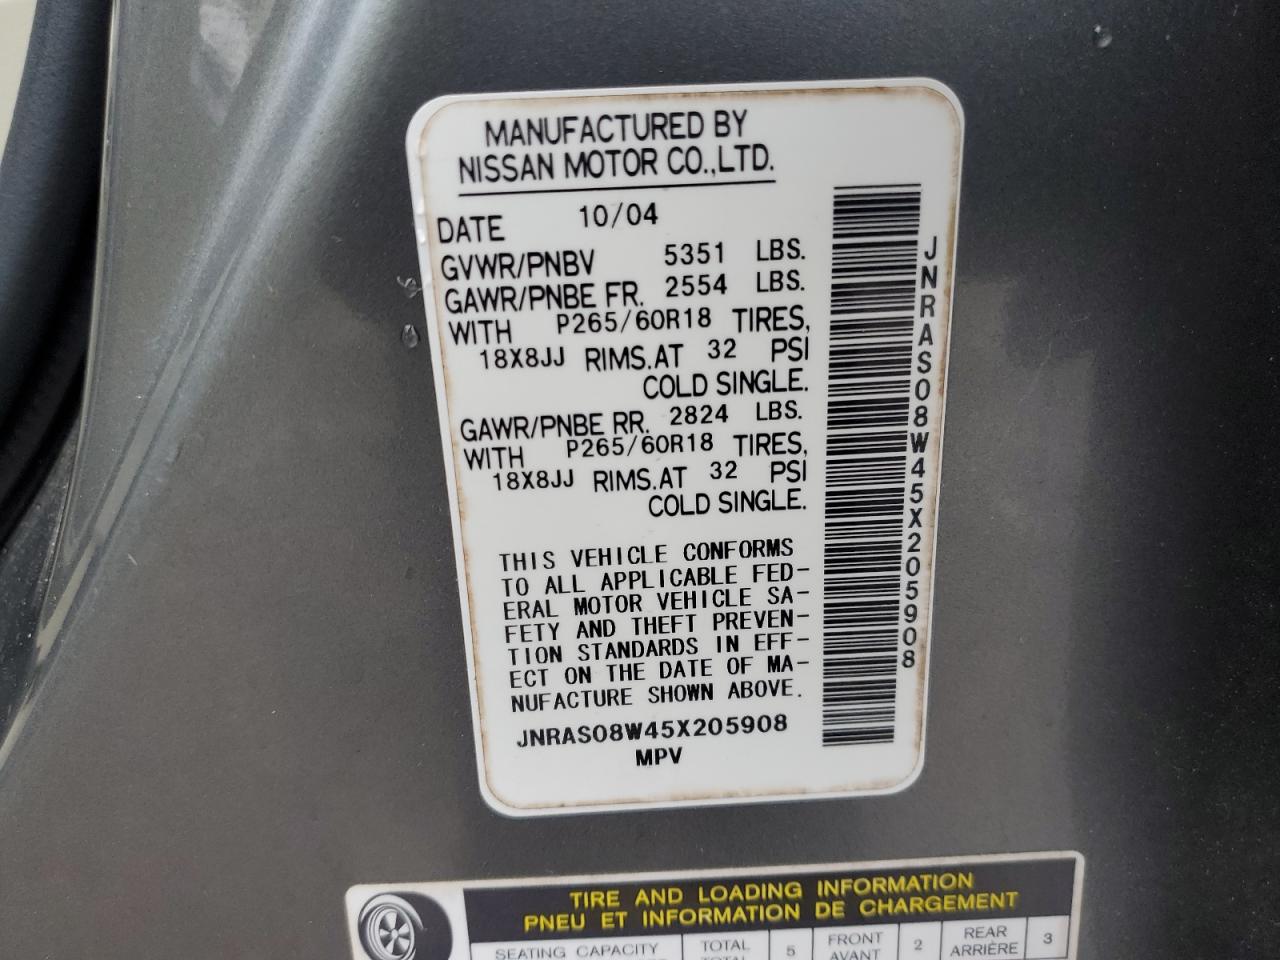 MANUFACTURED BY
NISSAN MOTOR CO.,LTD.
DATE 10/04
GVWR/PNBV 5351 LBS.
GAWR/PNBE FR. 2554 LBS.
WITH P265/60R18 TIRES,
18X8JJ RIMS.AT 32 PSI
COLD SINGLE.
GAWR/PNBE RR. 2824 LBS.
WITH P265/60R18 TIRES,
18X8JJ RIMS.AT 32 PSI
COLD SINGLE.
THIS VEHICLE CONFORMS
TO ALL APPLICABLE FED-
ERAL MOTOR VEHICLE SA-
FETY AND THEFT PREVEN-
TION STANDARDS IN EFF-
ECT ON THE DATE OF MA-
NUFACTURE SHOWN ABOVE.
JNRAS08W45X205908
MPV
JNRAS08W45X205908
TIRE AND LOADING INFORMATION
PNEU ET INFORMATION DE CHARGEMENT
SEATING CAPACITY TOTAL 5 FRONT 2 REAR 3
AVANT ARRIÈRE